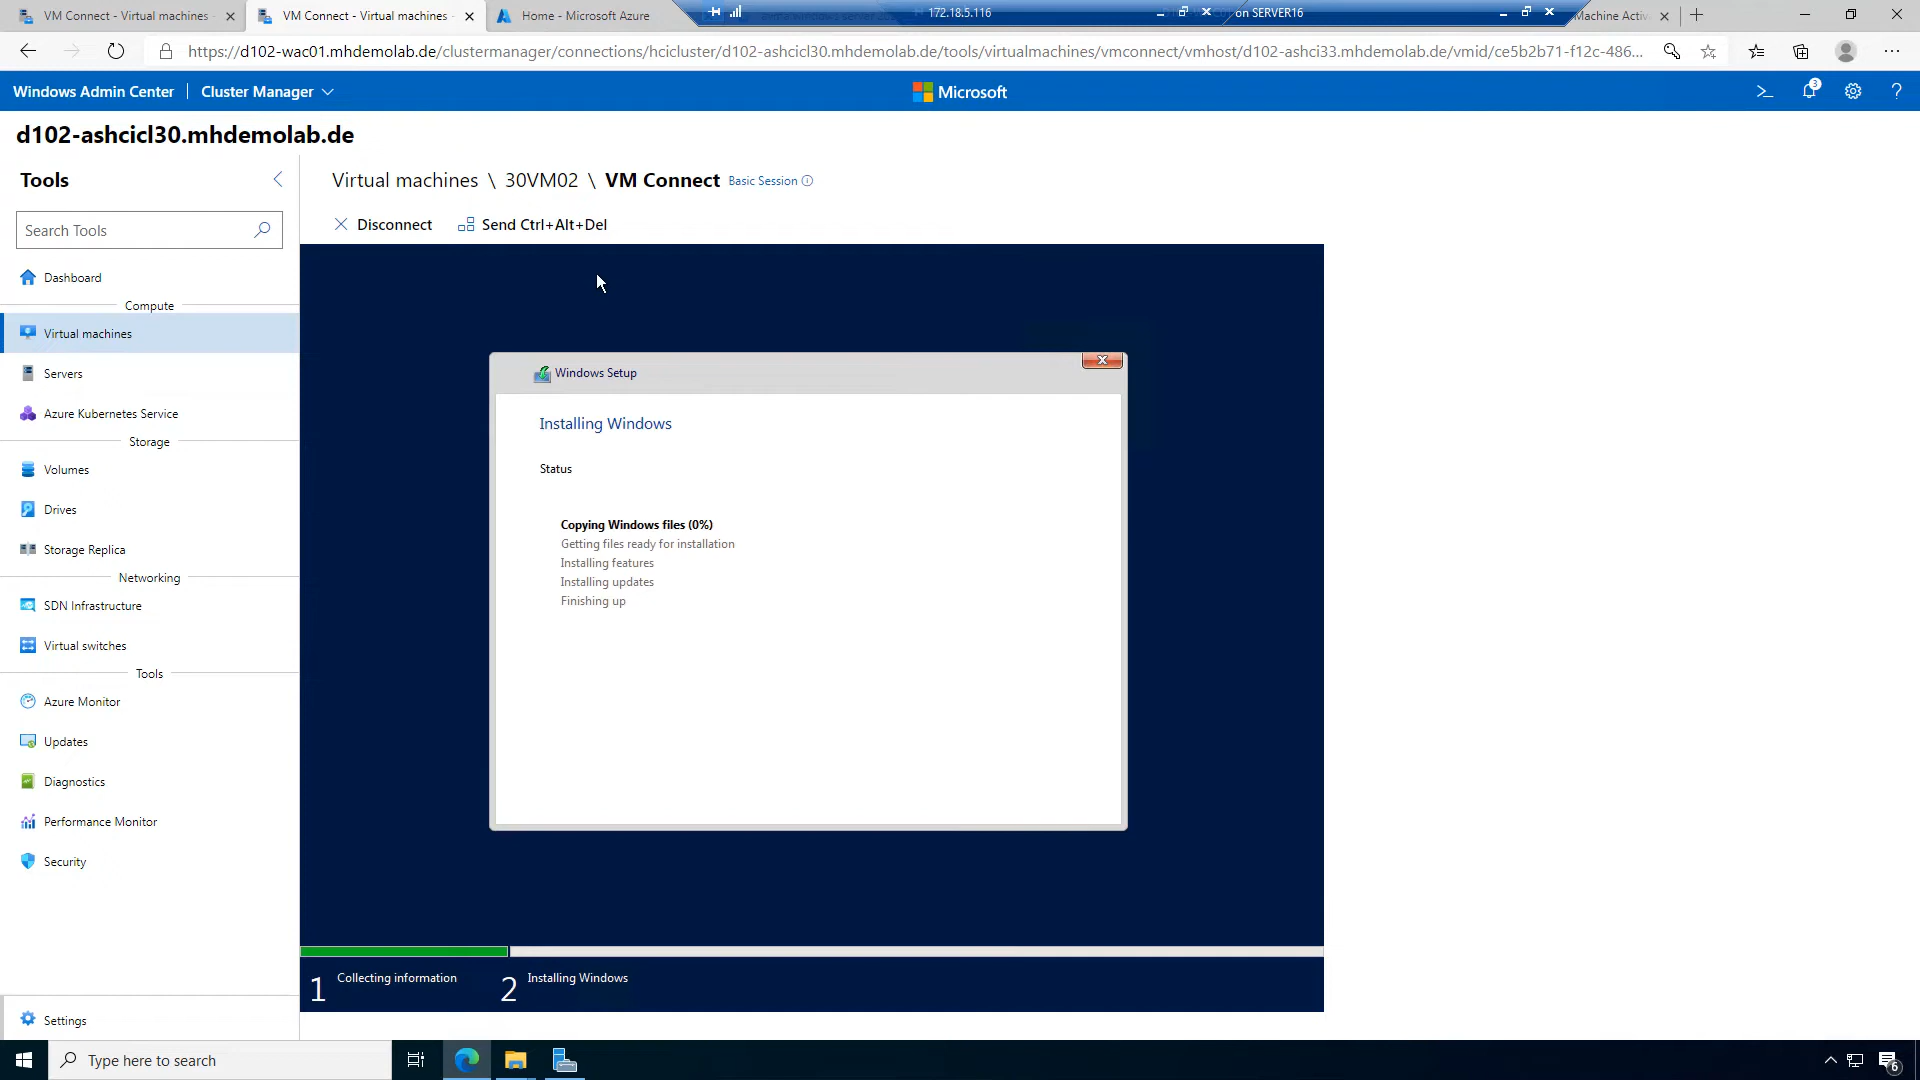 VM Connect - Virtual machines -
VM Connect - Virtual machines -
Home - Microsoft Azure
172.18.5.116
on SERVER16
Machine Activ
https://d102-wac01.mhdemolab.de/clustermanager/connections/hcicluster/d102-ashcicl30.mhdemolab.de/tools/virtualmachines/vmconnect/vmhost/d102-ashci33.mhdemolab.de/vmid/ce5b2b71-f12c-486...
Windows Admin Center
Cluster Manager
Microsoft
3
d102-ashcicl30.mhdemolab.de
Tools
Search Tools
Dashboard
Compute
Virtual machines
Servers
Azure Kubernetes Service
Storage
Volumes
Drives
Storage Replica
Networking
SDN Infrastructure
Virtual switches
Tools
Azure Monitor
Updates
Diagnostics
Performance Monitor
Security
Settings
Virtual machines \ 30VM02 \ VM Connect Basic Session
Disconnect
Send Ctrl+Alt+Del
Windows Setup
Installing Windows
Status
Copying Windows files (0%)
Getting files ready for installation
Installing features
Installing updates
Finishing up
1 Collecting information
2 Installing Windows
Type here to search
6